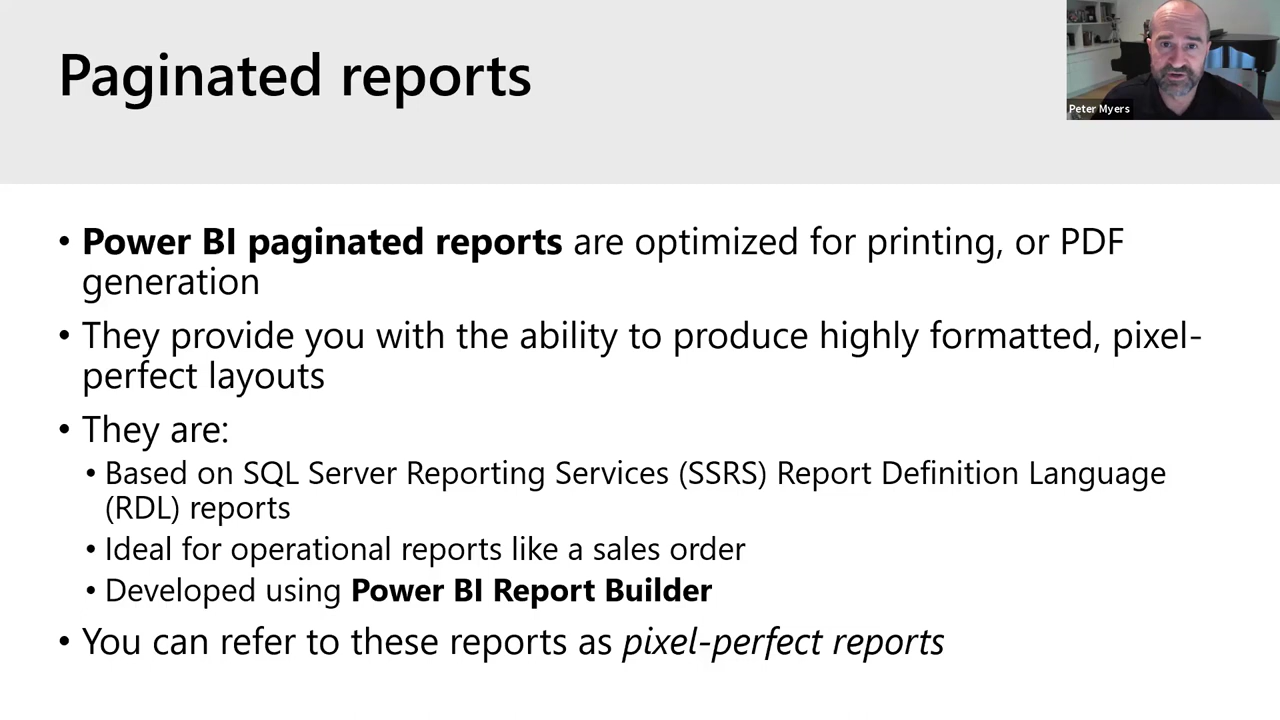 Paginated reports
Peter Myers
• Power BI paginated reports are optimized for printing, or PDF
generation
• They provide you with the ability to produce highly formatted, pixel-
perfect layouts
• They are:
• Based on SQL Server Reporting Services (SSRS) Report Definition Language
(RDL) reports
• Ideal for operational reports like a sales order
• Developed using Power BI Report Builder
• You can refer to these reports as pixel-perfect reports